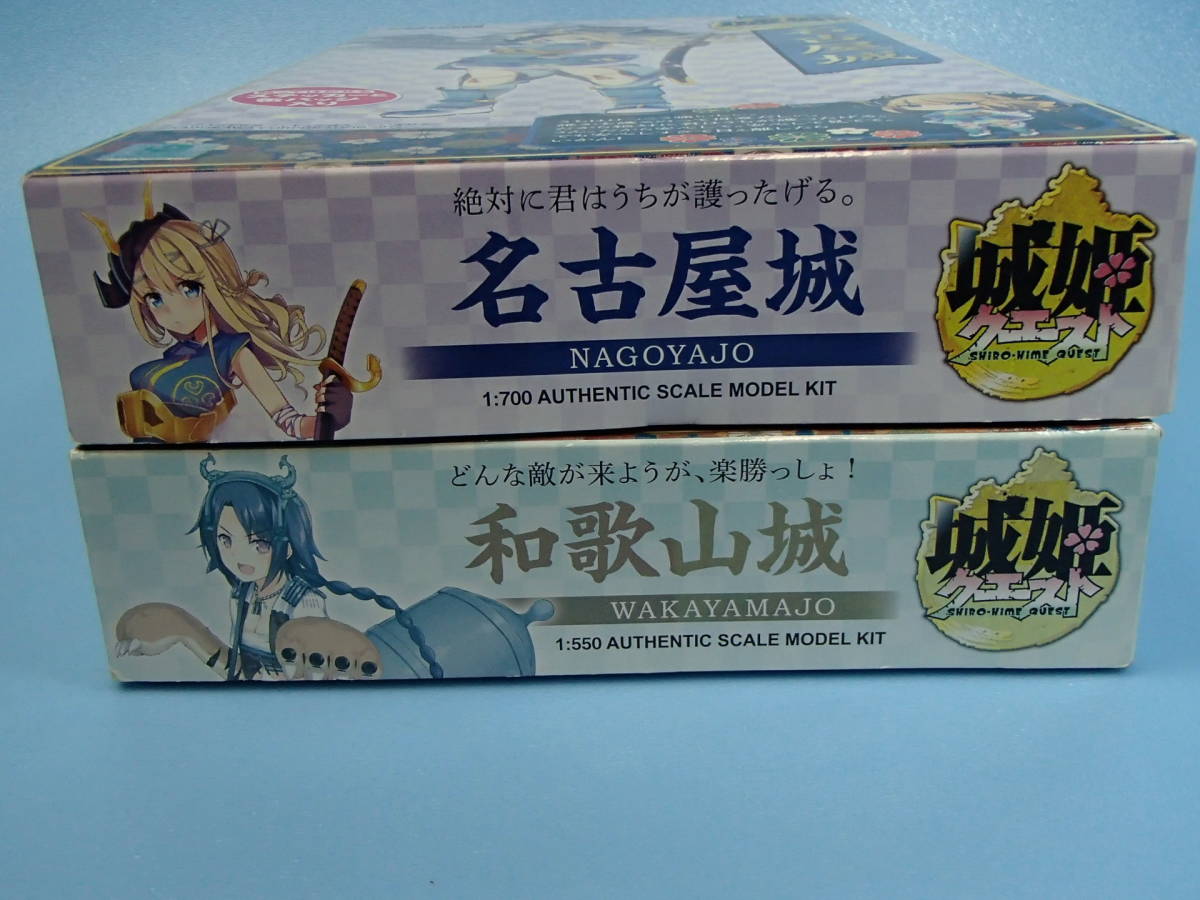 絶対に君はうちが護ったげる。
名古屋城
NAGOYAJO
1:700 AUTHENTIC SCALE MODEL KIT
城姫
クエスト
SHIRO-HIME QUEST
どんな敵が来ようが、楽勝っしょ！
和歌山城
WAKAYAMAJO
1:550 AUTHENTIC SCALE MODEL KIT
城姫
クエスト
SHIRO-HIME QUEST